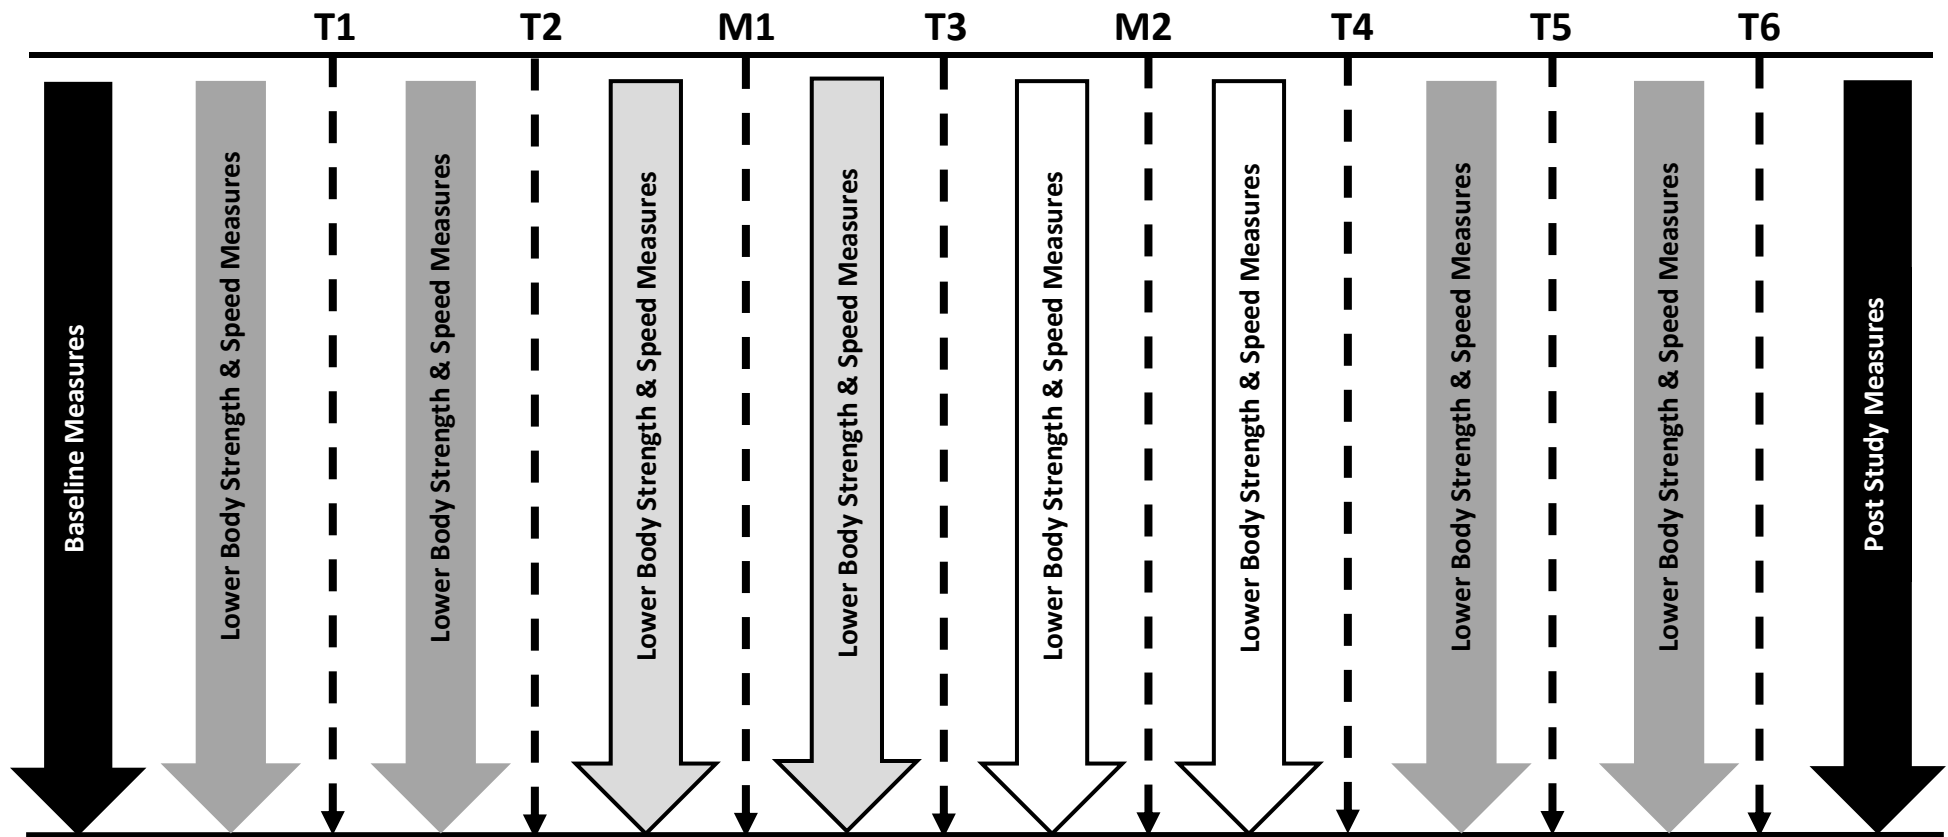 T1
T2
M1
T3
M2
T4
T5
T6
Baseline Measures
Lower Body Strength & Speed Measures
Lower Body Strength & Speed Measures
Lower Body Strength & Speed Measures
Lower Body Strength & Speed Measures
Lower Body Strength & Speed Measures
Lower Body Strength & Speed Measures
Lower Body Strength & Speed Measures
Lower Body Strength & Speed Measures
Post Study Measures